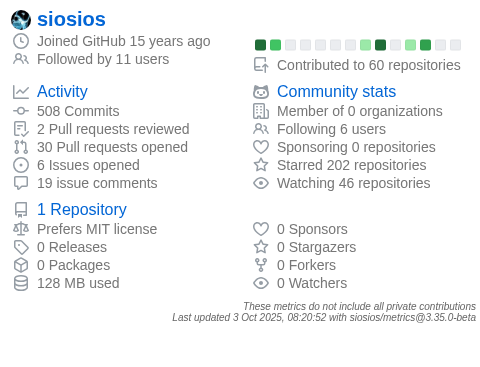 siosios
Joined GitHub 15 years ago
Followed by 11 users
Contributed to 60 repositories
Activity
508 Commits
2 Pull requests reviewed
30 Pull requests opened
6 Issues opened
19 issue comments
Community stats
Member of 0 organizations
Following 6 users
Sponsoring 0 repositories
Starred 202 repositories
Watching 46 repositories
1 Repository
Prefers MIT license
0 Releases
0 Packages
128 MB used
0 Sponsors
0 Stargazers
0 Forkers
0 Watchers
These metrics do not include all private contributions
Last updated 3 Oct 2025, 08:20:52 with siosios/metrics@3.35.0-beta